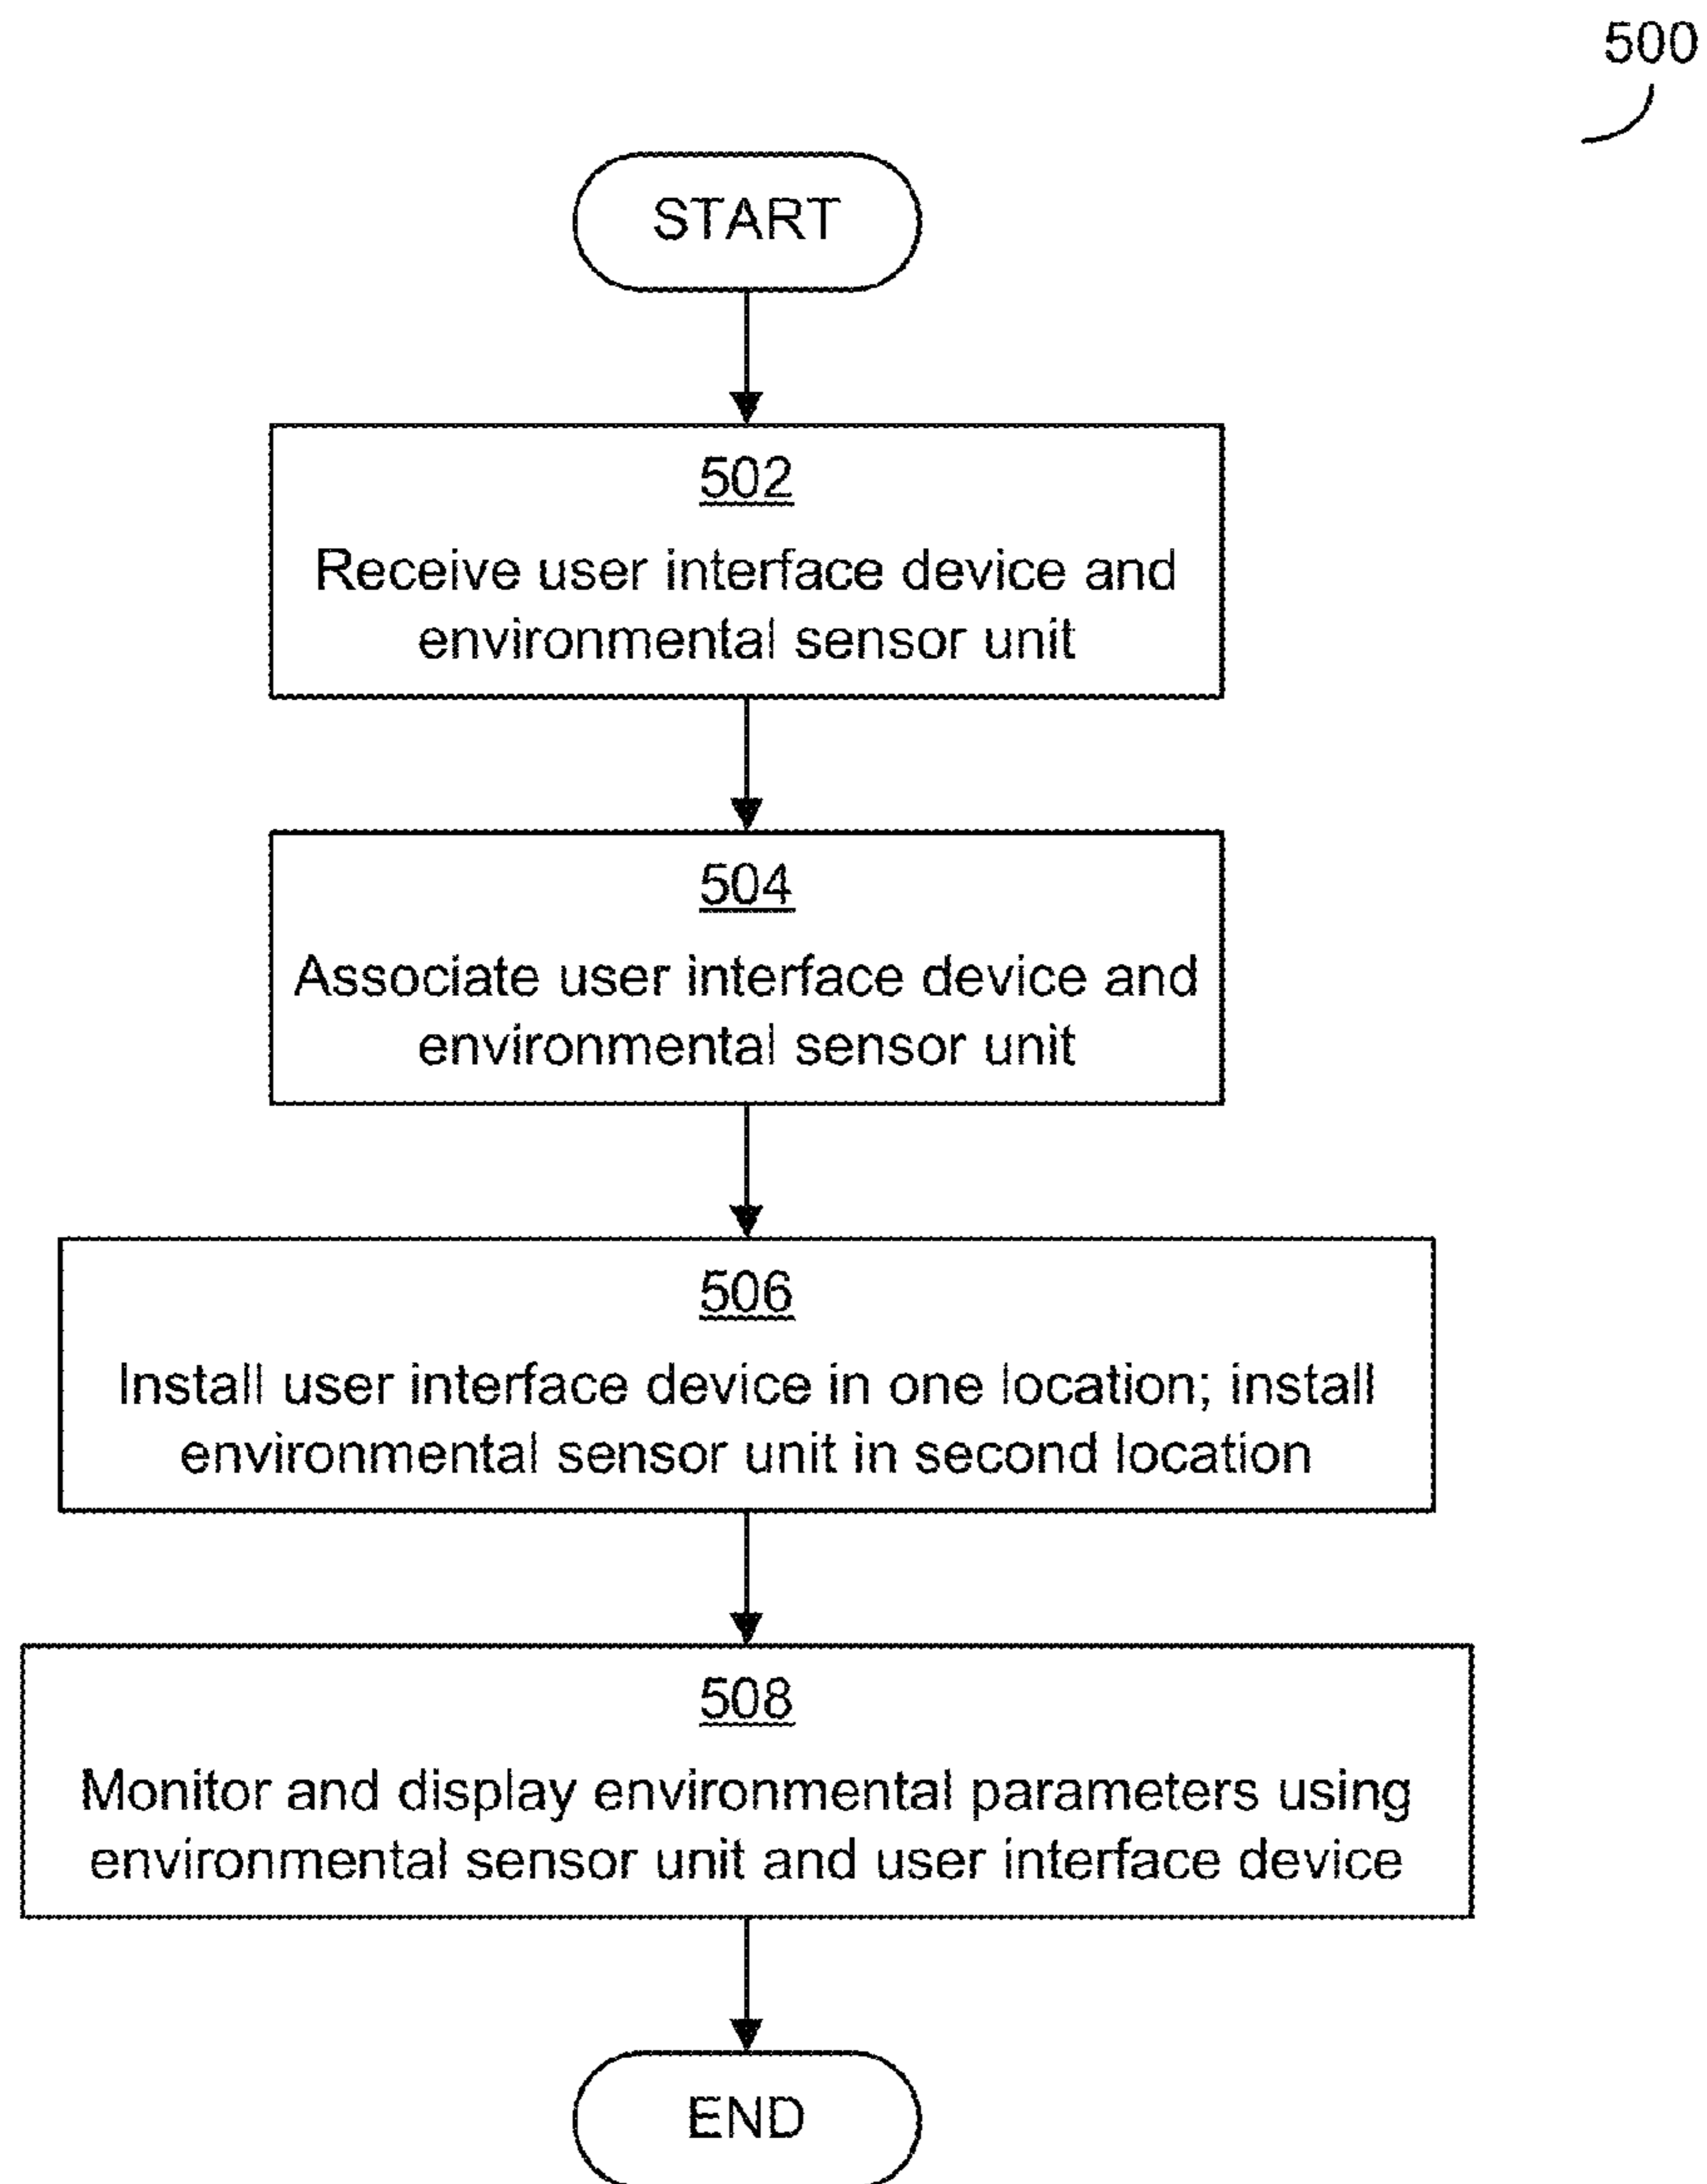 500
START
502
Receive user interface device and
environmental sensor unit
504
Associate user interface device and
environmental sensor unit
506
Install user interface device in one location; install
environmental sensor unit in second location
508
Monitor and display environmental parameters using
environmental sensor unit and user interface device
END